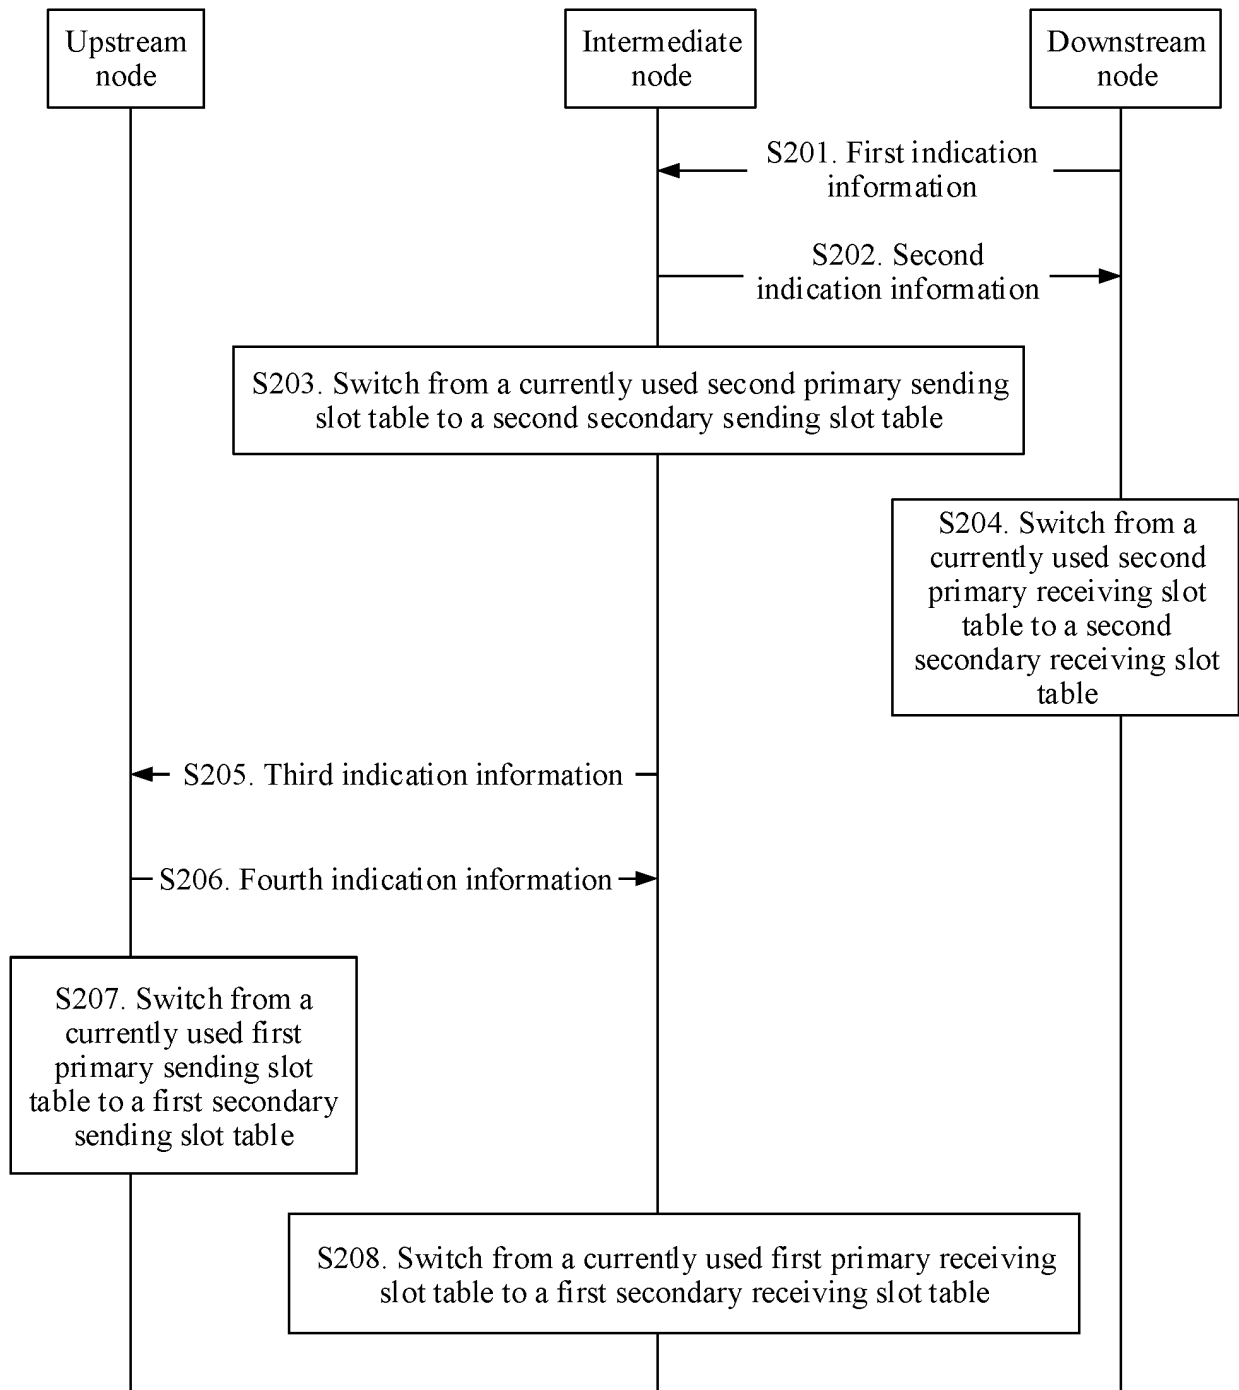 Upstream
node
Intermediate
node
Downstream
node
S201. First indication
information
S202. Second
indication information
S203. Switch from a currently used second primary sending
slot table to a second secondary sending slot table
S204. Switch from a
currently used second
primary receiving slot
table to a second
secondary receiving slot
table
S205. Third indication information
S206. Fourth indication information
S207. Switch from a
currently used first
primary sending slot
table to a first secondary
sending slot table
S208. Switch from a currently used first primary receiving
slot table to a first secondary receiving slot table